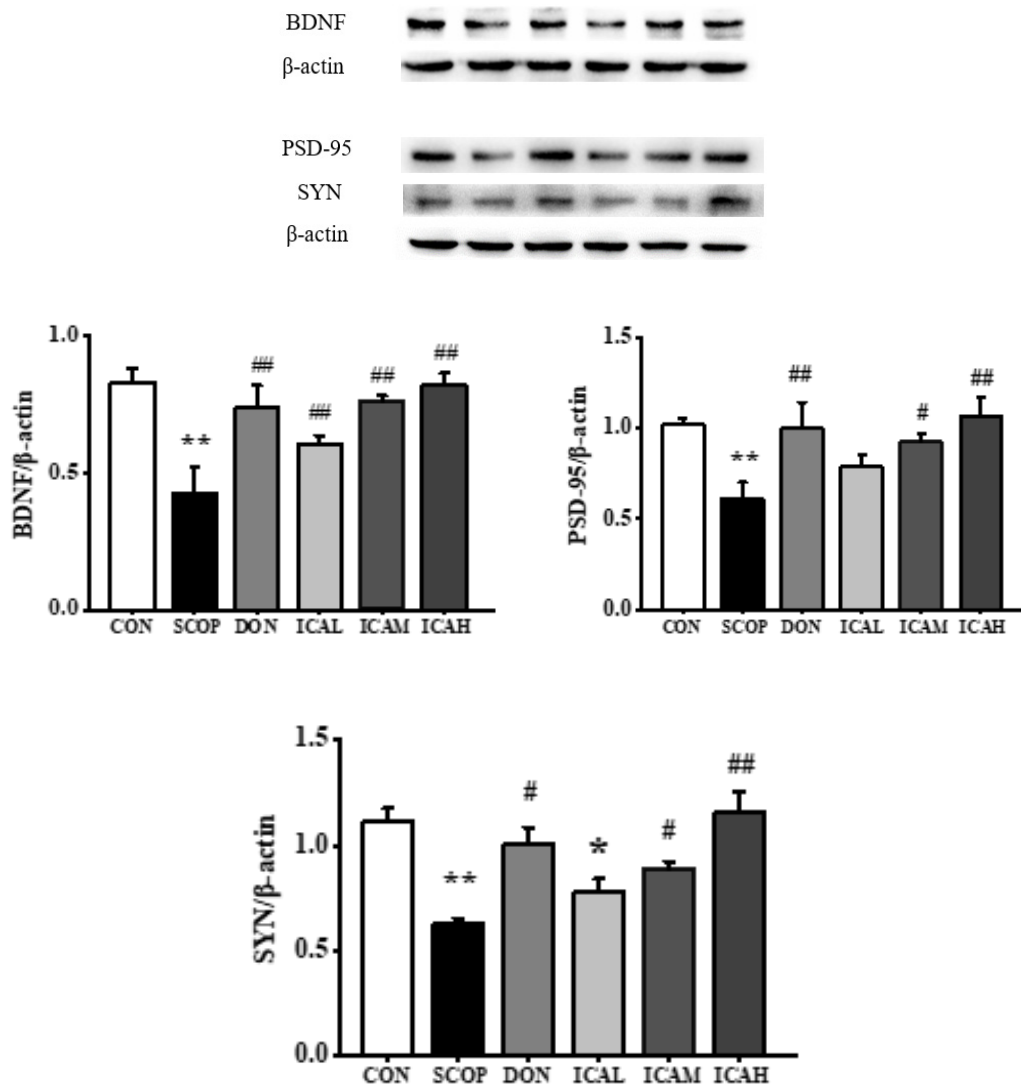 BDNF
β-actin
PSD-95
SYN
β-actin
BDNF/β-actin
1.0
0.5
0.0
**
##
##
##
##
CON SCOP DON ICAL ICAM ICAH
PSD-95/β-actin
1.5
1.0
0.5
0.0
**
##
#
##
CON SCOP DON ICAL ICAM ICAH
SYN/β-actin
1.5
1.0
0.5
0.0
**
#
*
#
##
CON SCOP DON ICAL ICAM ICAH